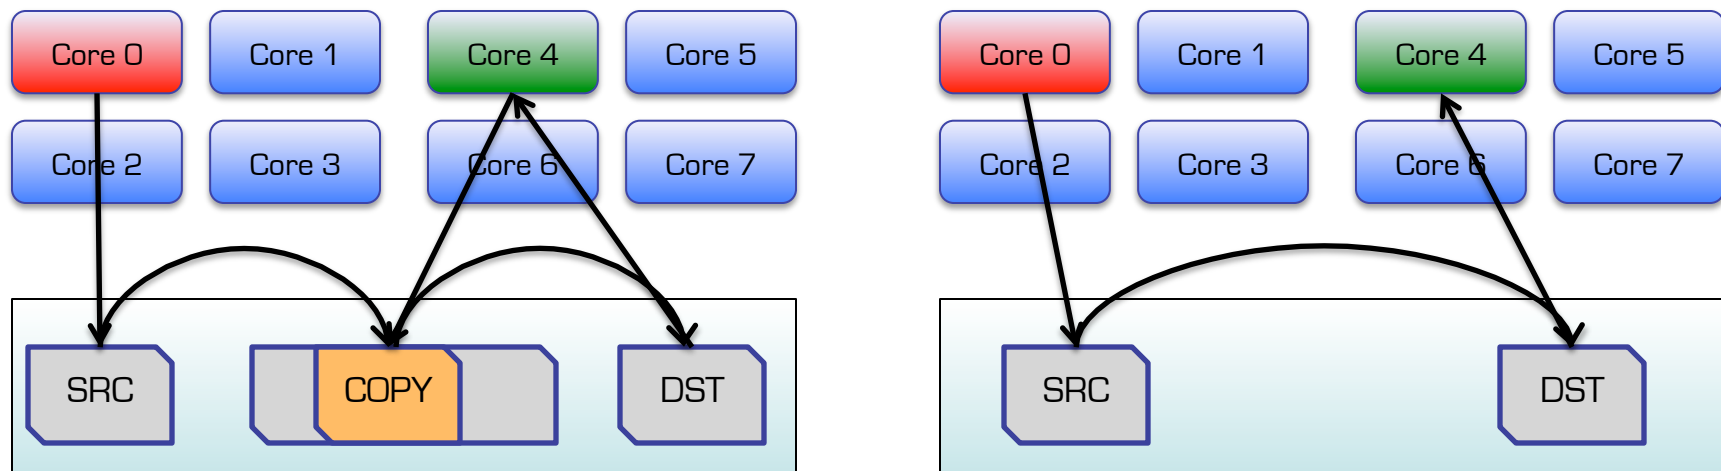 Core 0
Core 1
Core 4
Core 5
Core 2
Core 3
Core 6
Core 7
SRC
COPY
DST
Core 0
Core 1
Core 4
Core 5
Core 2
Core 3
Core 6
Core 7
SRC
DST